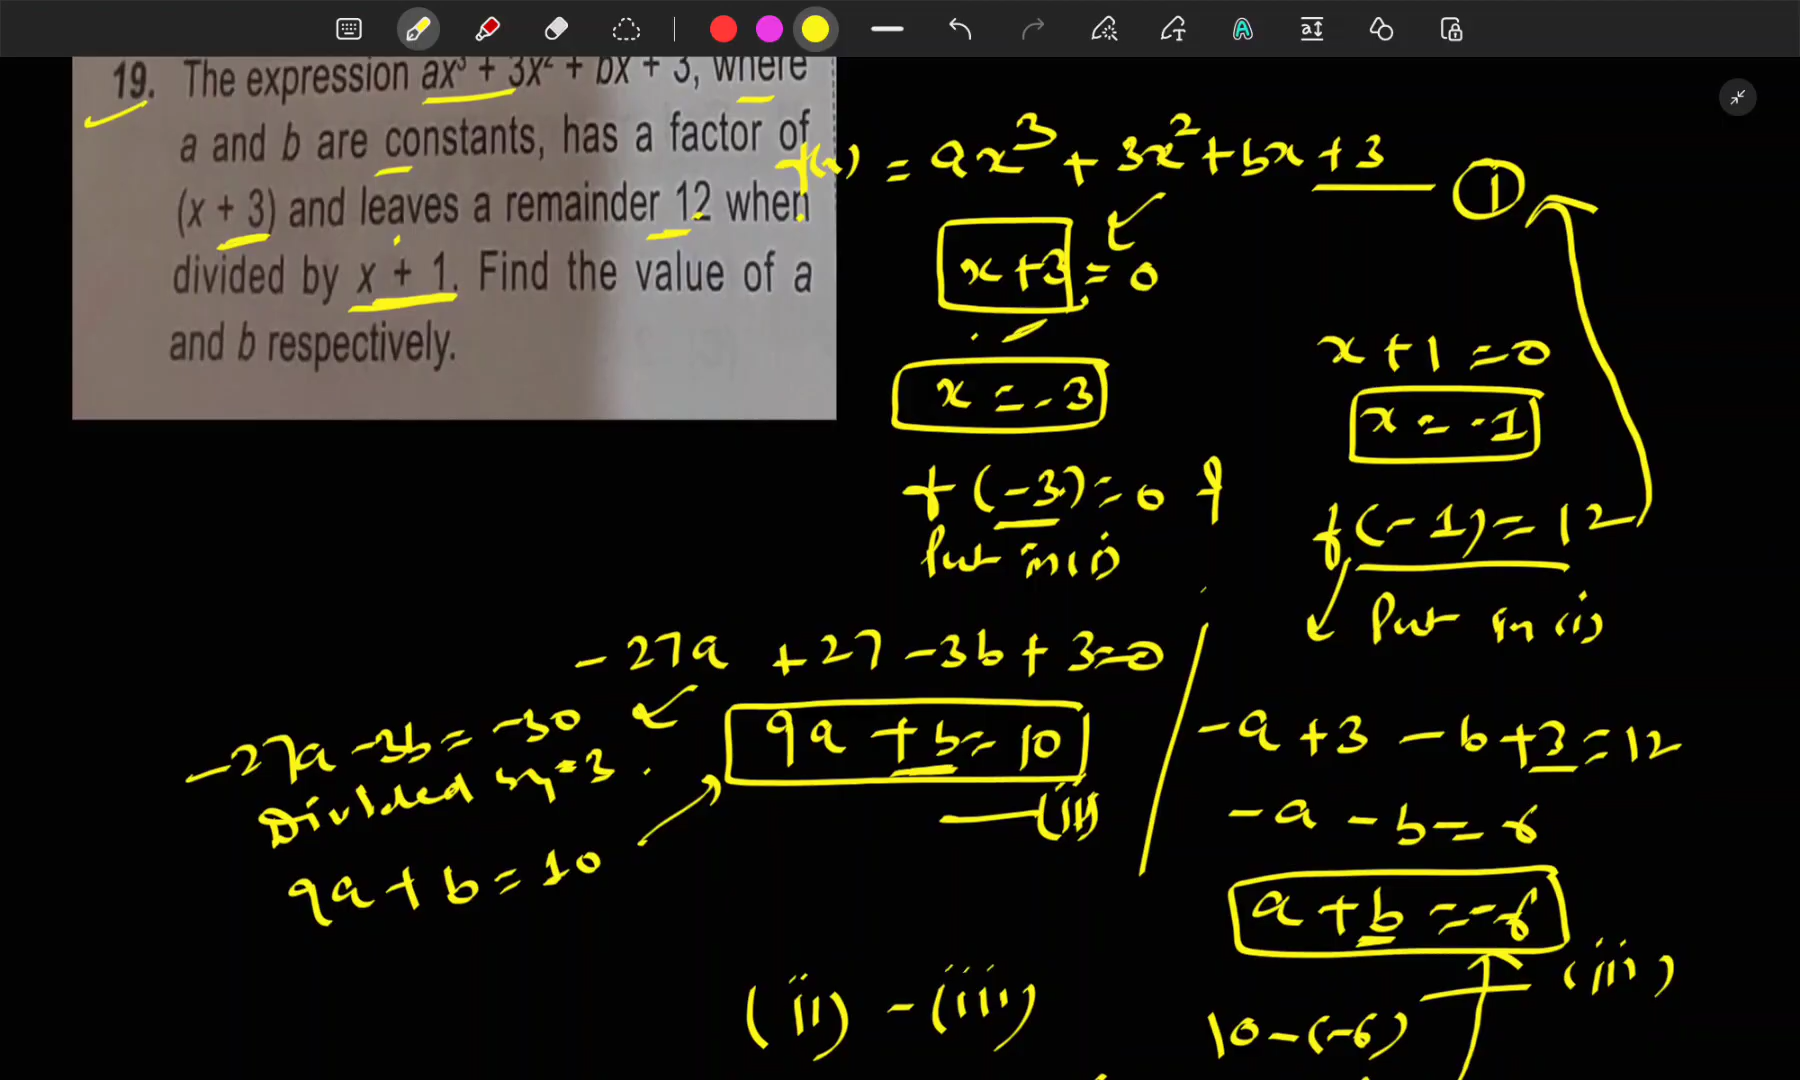 19. The expression ax³ + 3x² + bx + 3, where
a and b are constants, has a factor of
(x + 3) and leaves a remainder 12 when
divided by x + 1. Find the value of a
and b respectively.
f(x) = ax³ + 3x² + bx + 3 ①
x + 3 = 0
x = -3
f(-3) = 0
Put in (i)
x + 1 = 0
x = -1
f(-1) = 12
Put in (i)
-27a + 27 - 3b + 3 = 0
-27a - 3b = -30
Divided by -3
9a + b = 10
9a + b = 10
(ii)
-a + 3 - b + 3 = 12
-a - b = 6
a + b = -6
(iii)
(ii) - (iii)
10 - (-6)